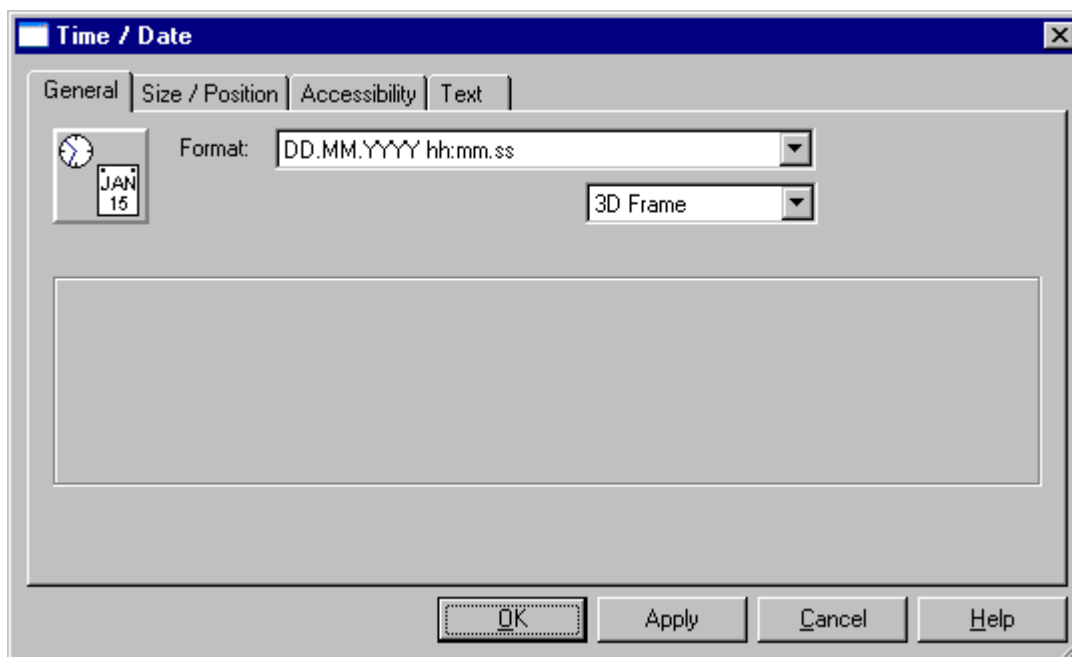 Time / Date
General Size / Position Accessibility Text
Format: DD.MM.YYYY hh:mm.ss
JAN
15
3D Frame
OK Apply Cancel Help